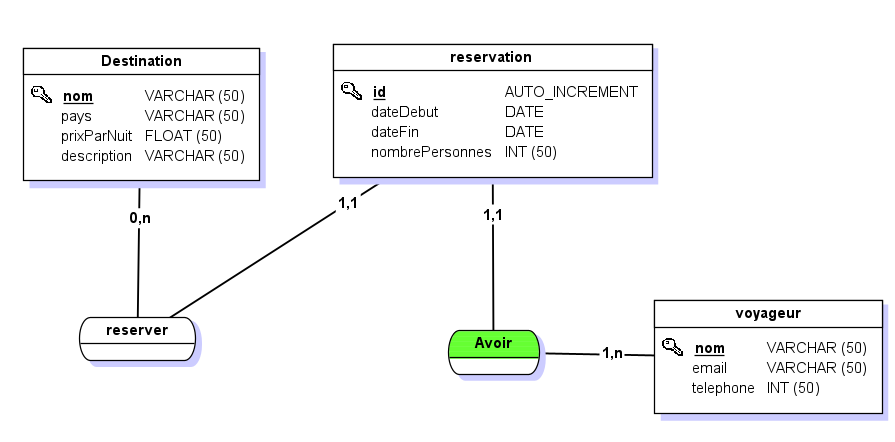 Destination
nom VARCHAR (50)
pays VARCHAR (50)
prixParNuit FLOAT (50)
description VARCHAR (50)
reservation
id AUTO_INCREMENT
dateDebut DATE
dateFin DATE
nombrePersonnes INT (50)
0,n
1,1
1,1
reserver
Avoir
1,n
voyageur
nom VARCHAR (50)
email VARCHAR (50)
telephone INT (50)